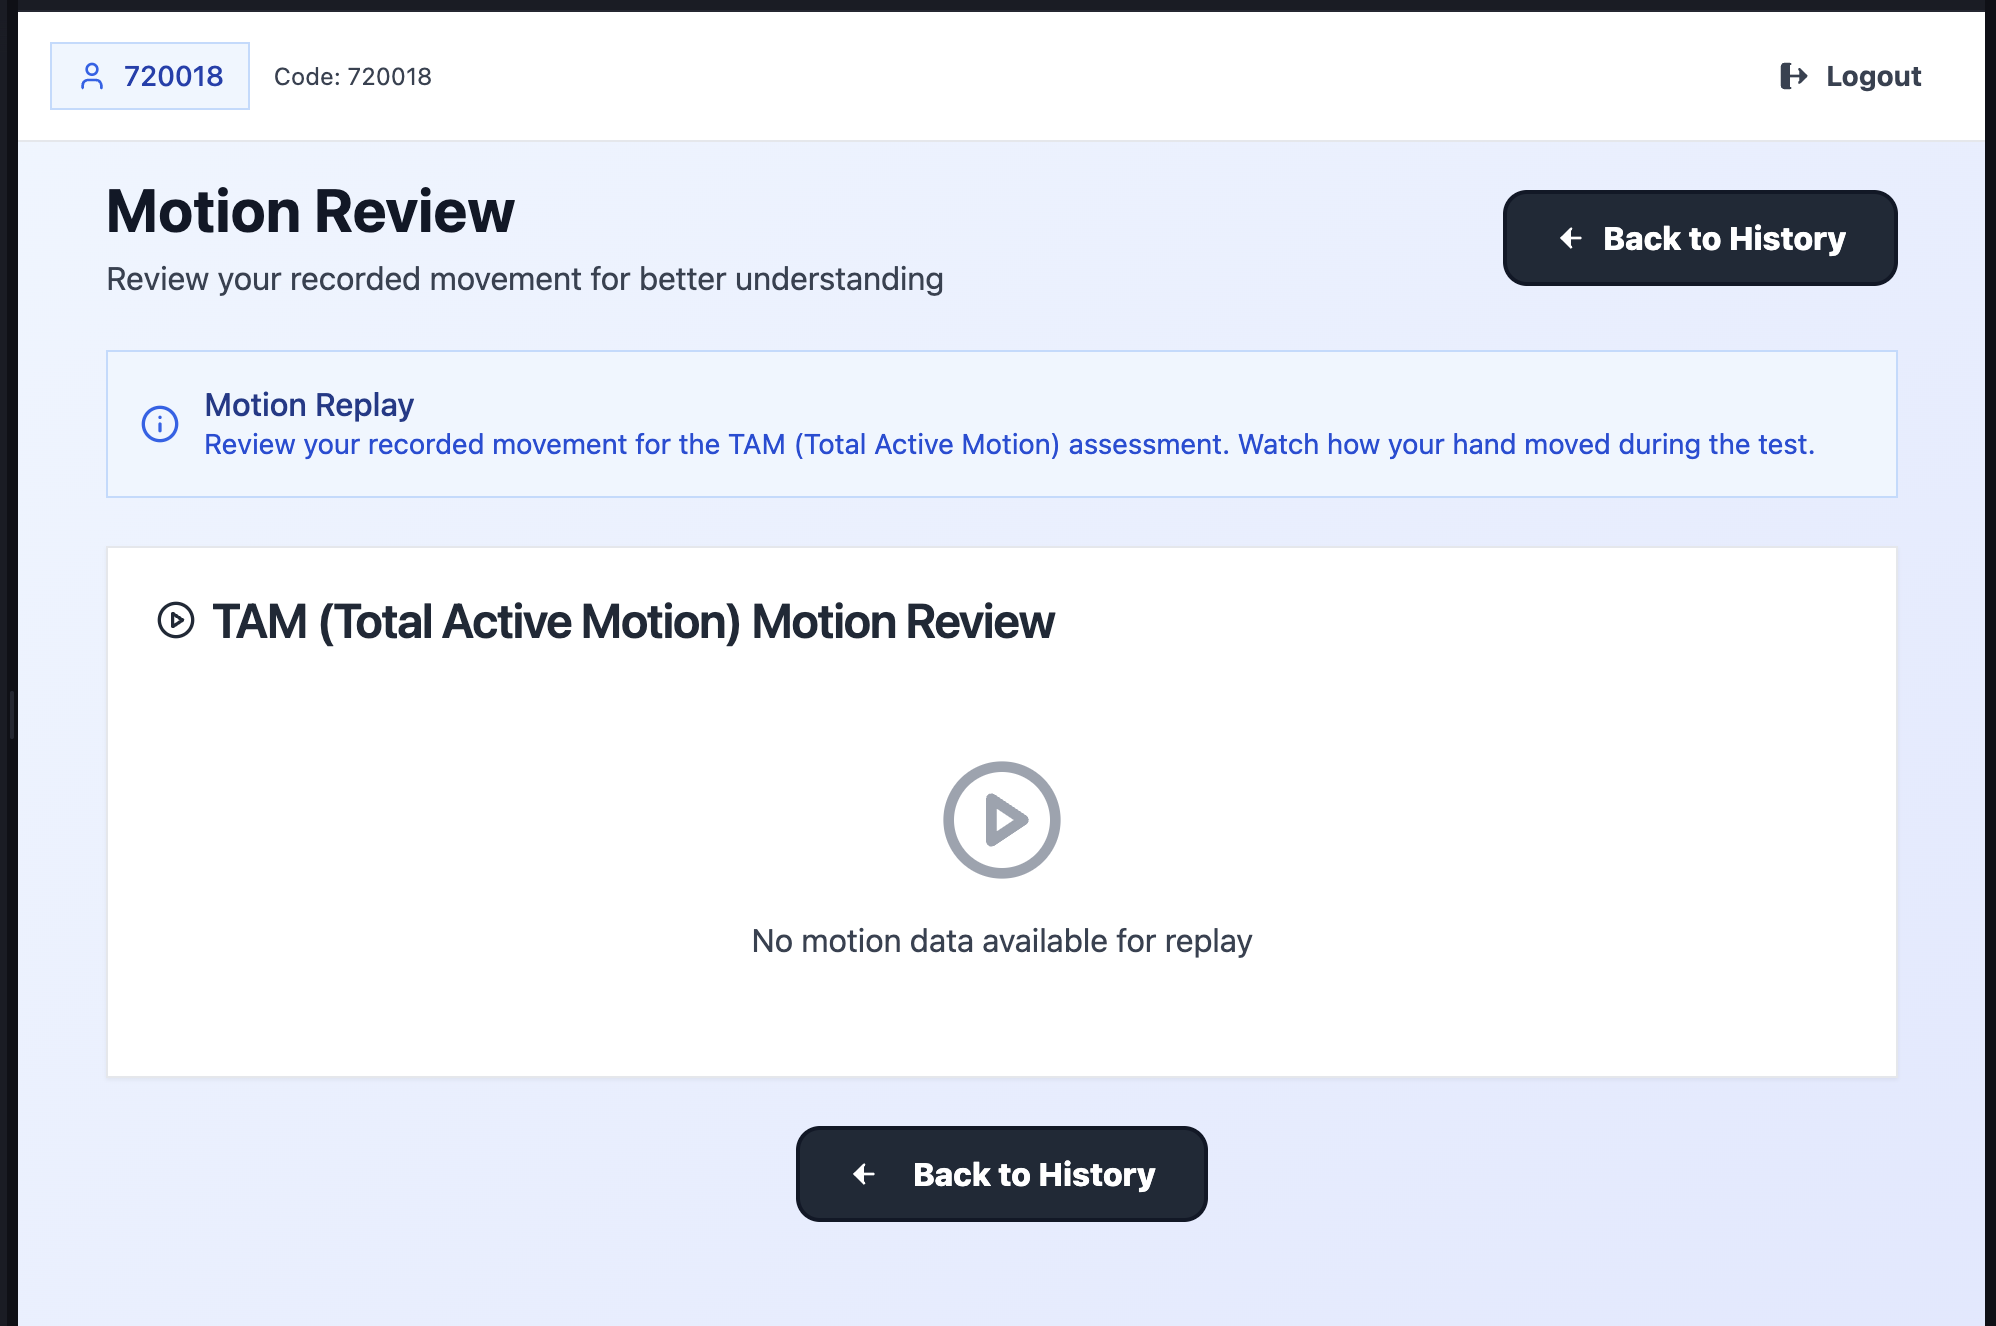 720018
Code: 720018
Logout
Motion Review
Back to History
Review your recorded movement for better understanding
Motion Replay
Review your recorded movement for the TAM (Total Active Motion) assessment. Watch how your hand moved during the test.
TAM (Total Active Motion) Motion Review
No motion data available for replay
Back to History